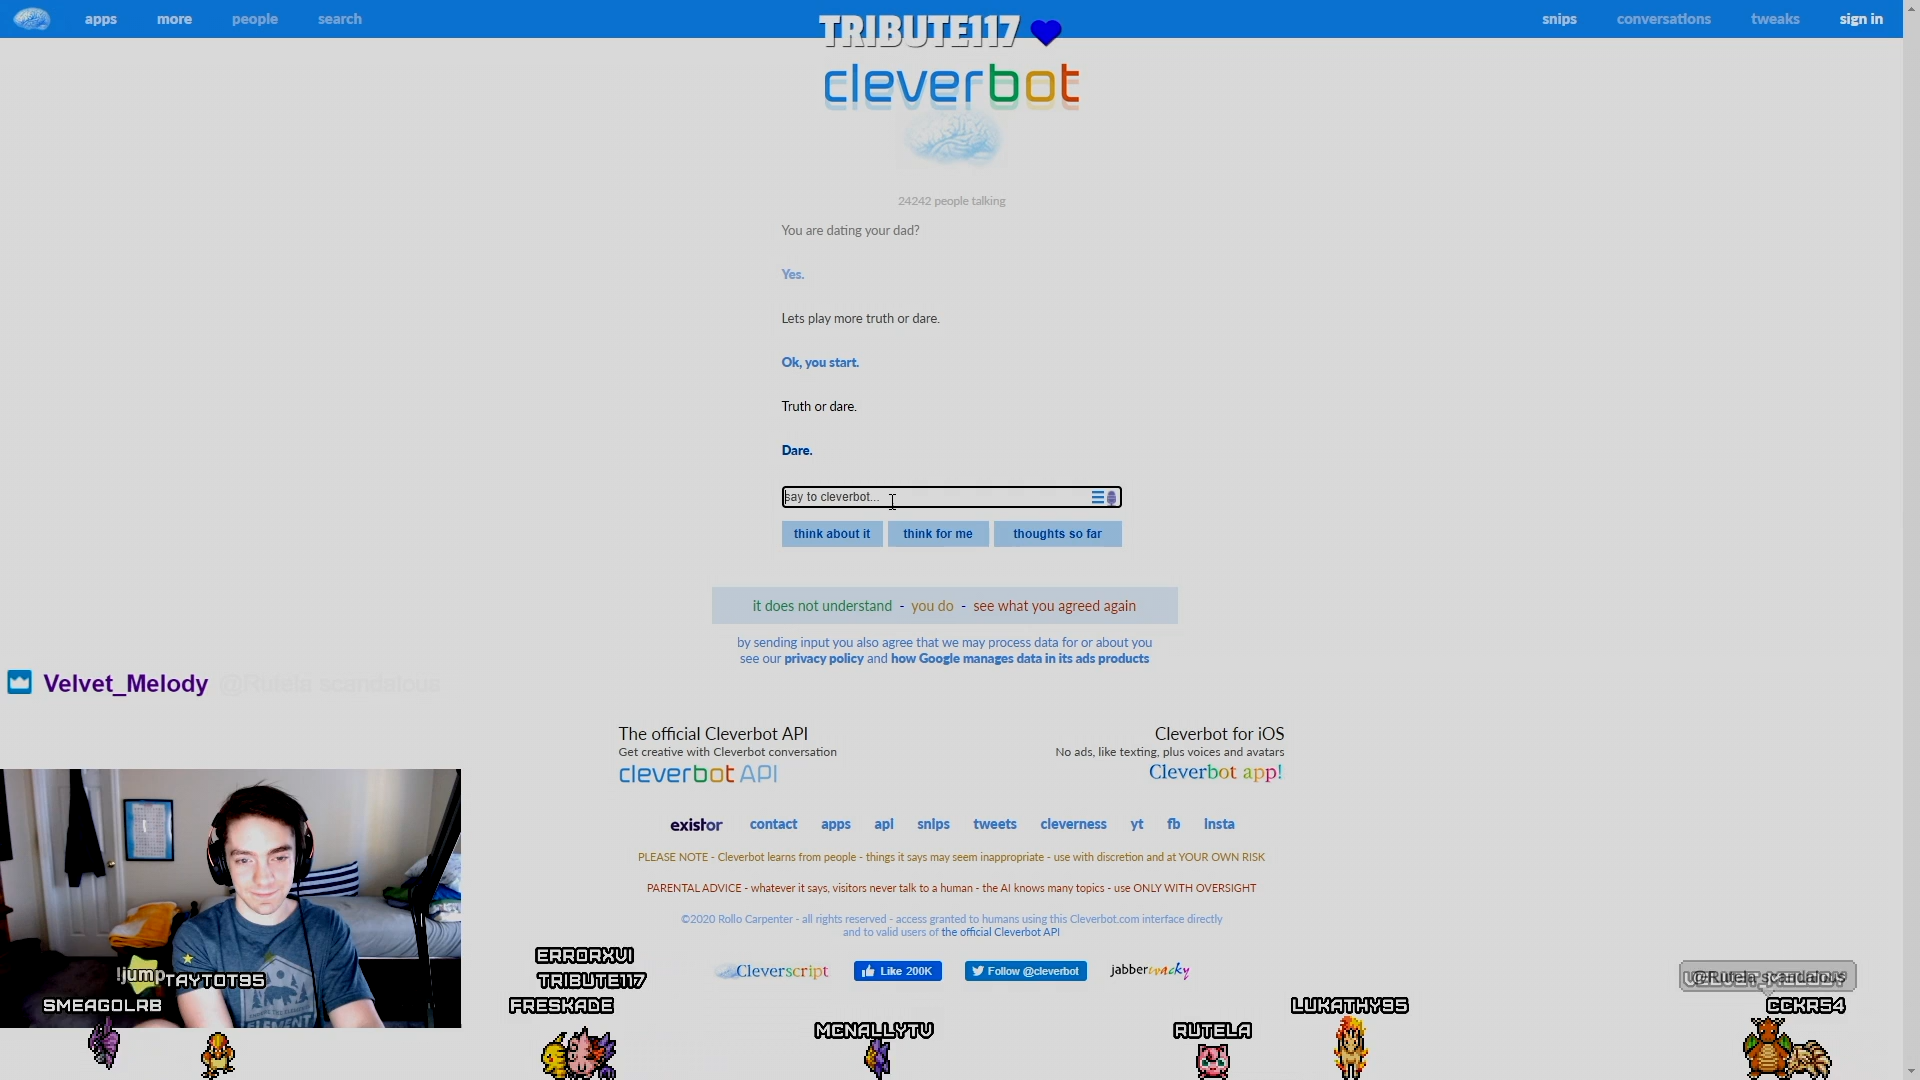 apps more people search
snips conversations tweaks sign in
TRIBUTE117
cleverbot
24242 people talking
You are dating your dad?
Yes.
Lets play more truth or dare.
Ok, you start.
Truth or dare.
Dare.
say to cleverbot...
think about it think for me thoughts so far
it does not understand - you do - see what you agreed again
by sending input you also agree that we may process data for or about you
see our privacy policy and how Google manages data in its ads products
Velvet_Melody @Rutela scandalous
The official Cleverbot API
Get creative with Cleverbot conversation
cleverbot API
Cleverbot for iOS
No ads, like texting, plus voices and avatars
Cleverbot app!
existor contact apps api snips tweets cleverness yt fb insta
PLEASE NOTE - Cleverbot learns from people - things it says may seem inappropriate - use with discretion and at YOUR OWN RISK
PARENTAL ADVICE - whatever it says, visitors never talk to a human - the AI knows many topics - use ONLY WITH OVERSIGHT
©2020 Rollo Carpenter - all rights reserved - access granted to humans using this Cleverbot.com interface directly
and to valid users of the official Cleverbot API
Cleverscript Like 200K Follow @cleverbot jabberwacky
!jump TAYTOT95
SMEAGOLRB
ELEMENT
ERRORXVI
TRIBUTE117
FRESKADE
MCNALLYTV
RUTELA
LUKATHY95
@Rutela scandalous
VELVET_MELODY
CCKR54